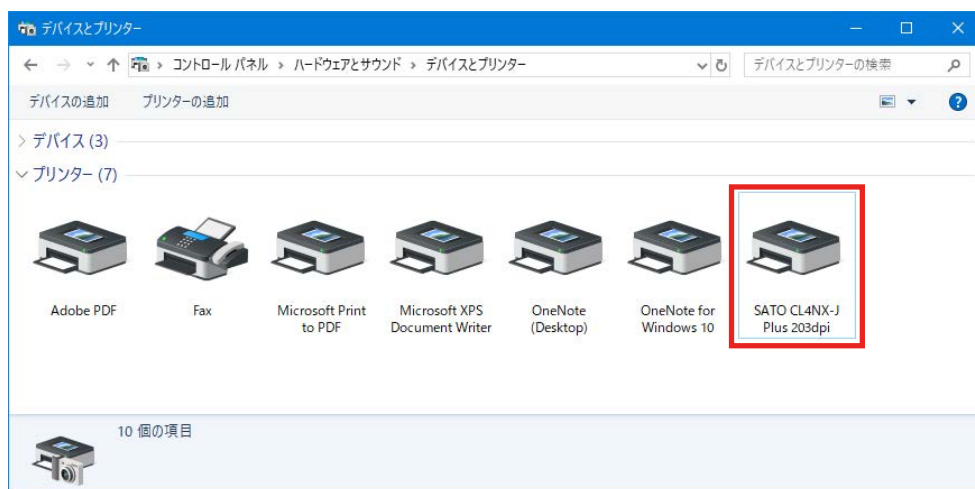 デバイスとプリンター
コントロール パネル › ハードウェアとサウンド › デバイスとプリンター
デバイスとプリンターの検索
デバイスの追加 プリンターの追加
デバイス (3)
プリンター (7)
Adobe PDF
Fax
Microsoft Print
to PDF
Microsoft XPS
Document Writer
OneNote
(Desktop)
OneNote for
Windows 10
SATO CL4NX-J
Plus 203dpi
10 個の項目